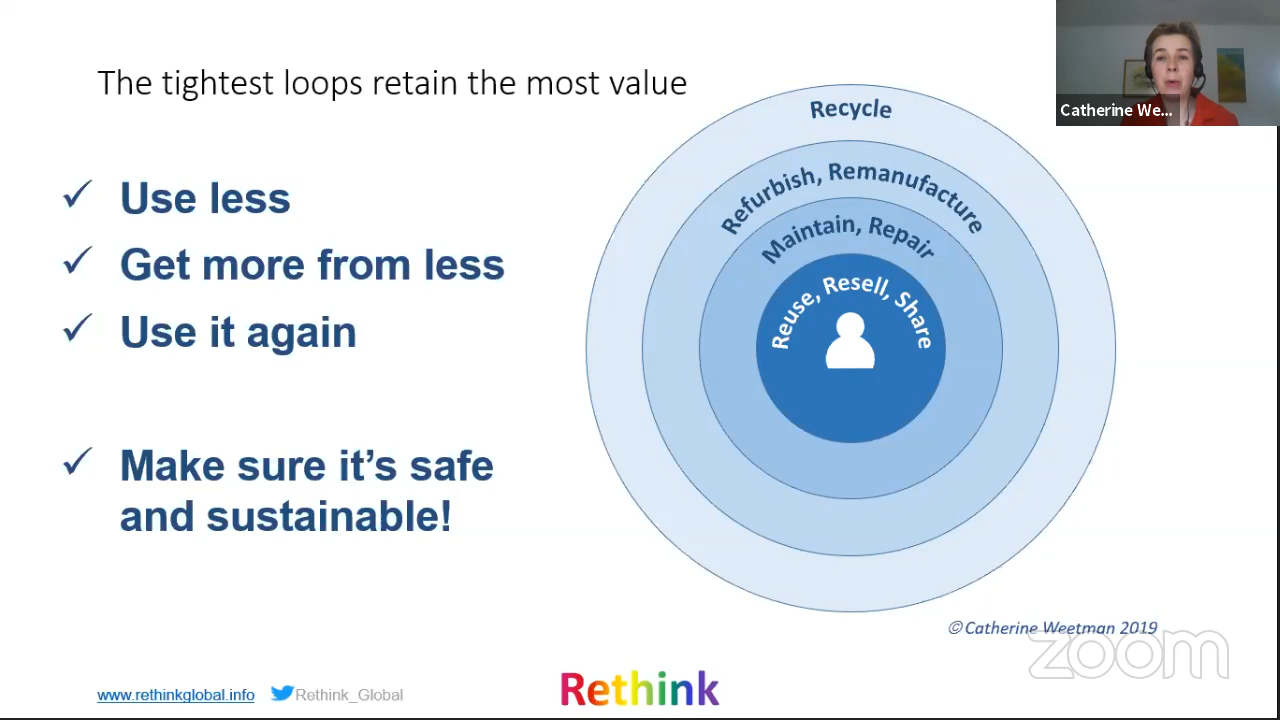 The tightest loops retain the most value
Catherine We...
✓ Use less
✓ Get more from less
✓ Use it again
✓ Make sure it’s safe
and sustainable!
Recycle
Refurbish, Remanufacture
Maintain, Repair
Reuse, Resell, Share
©Catherine Weetman 2019
zoom
www.rethinkglobal.info
Rethink_Global
Rethink